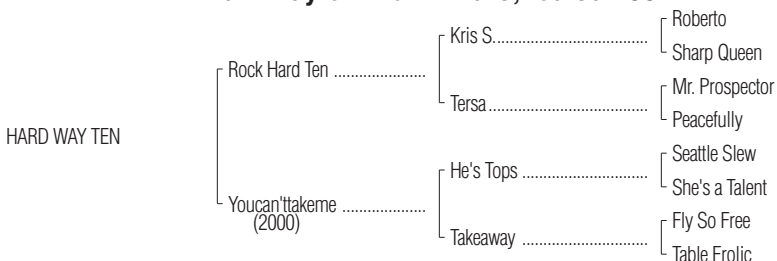 Roberto
Kris S.
Sharp Queen
Rock Hard Ten
Mr. Prospector
Tersa
Peacefully
HARD WAY TEN
Seattle Slew
He's Tops
She's a Talent
Youcan'ttakeme
(2000)
Fly So Free
Takeaway
Table Frolic